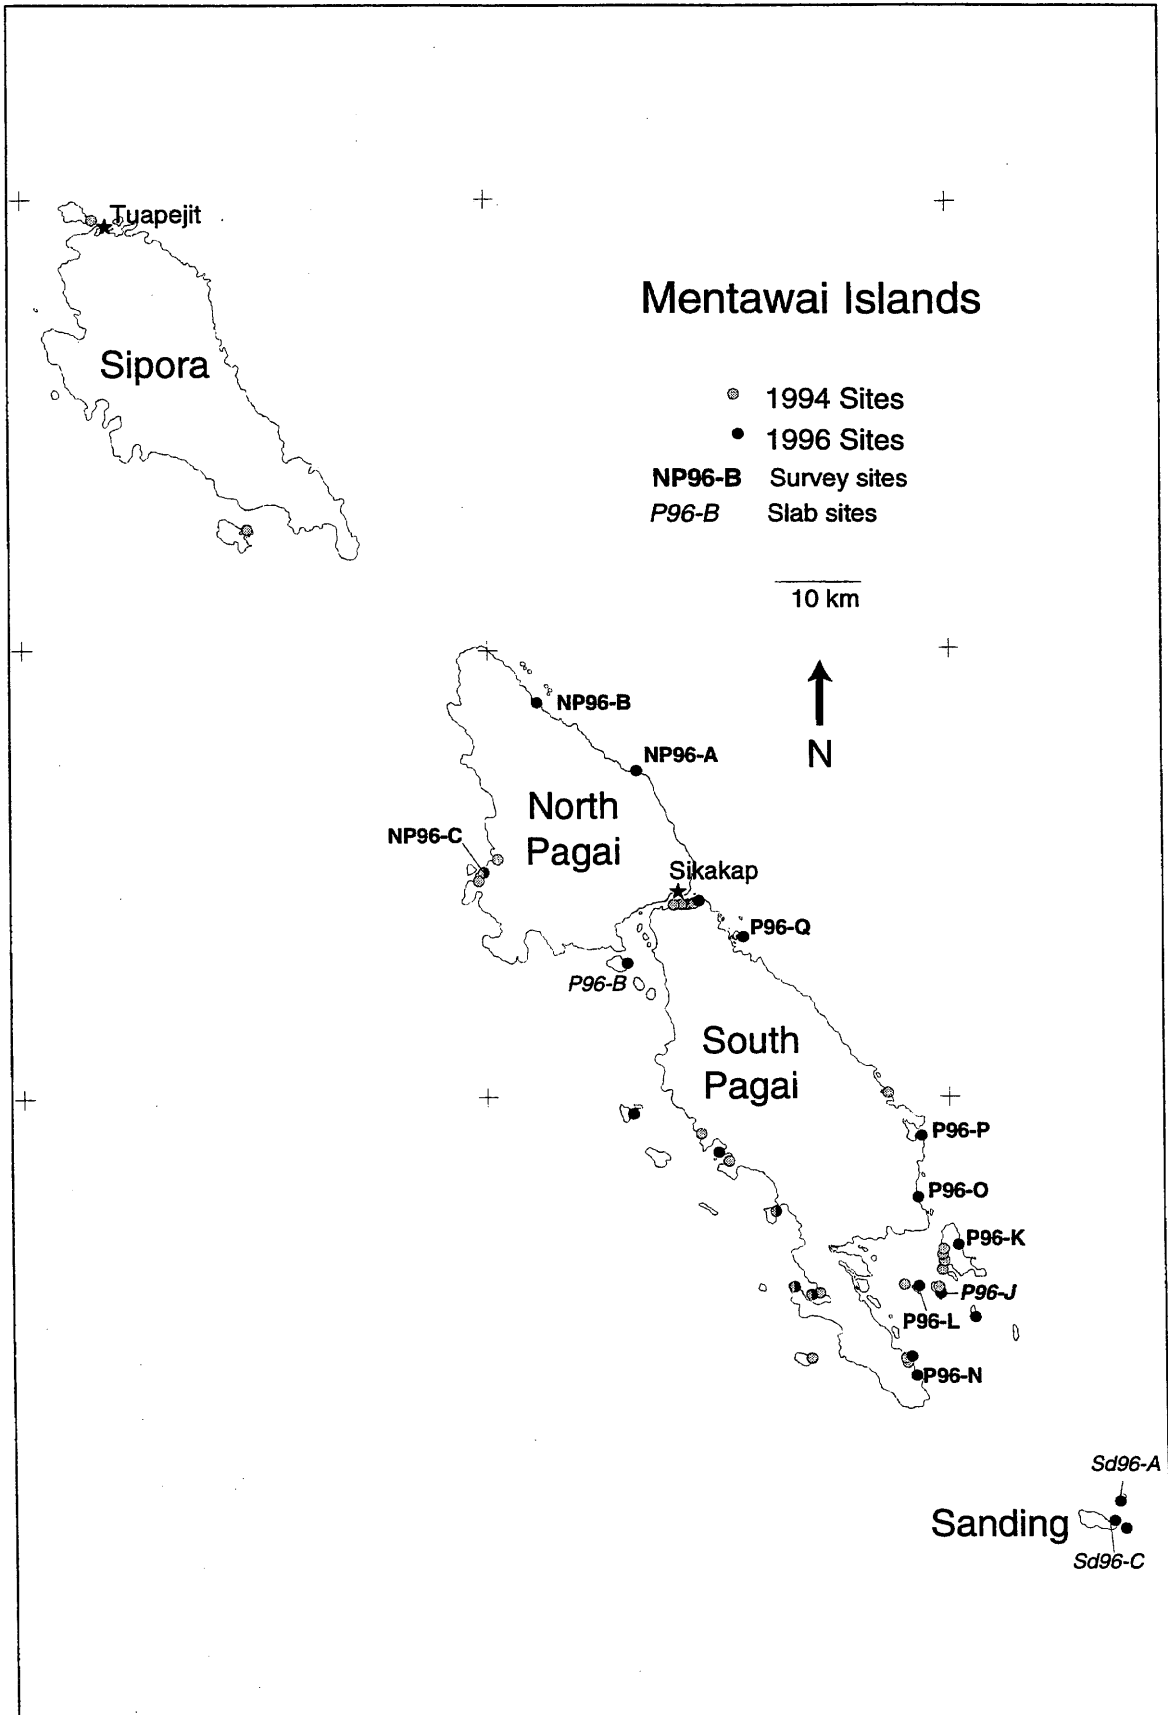 Tuapejit
Mentawai Islands
Sipora
1994 Sites
1996 Sites
NP96-B Survey sites
P96-B Slab sites
10 km
N
NP96-B
NP96-A
North
Pagai
NP96-C
Sikakap
P96-Q
P96-B
South
Pagai
P96-P
P96-O
P96-K
P96-J
P96-L
P96-N
Sd96-A
Sanding
Sd96-C